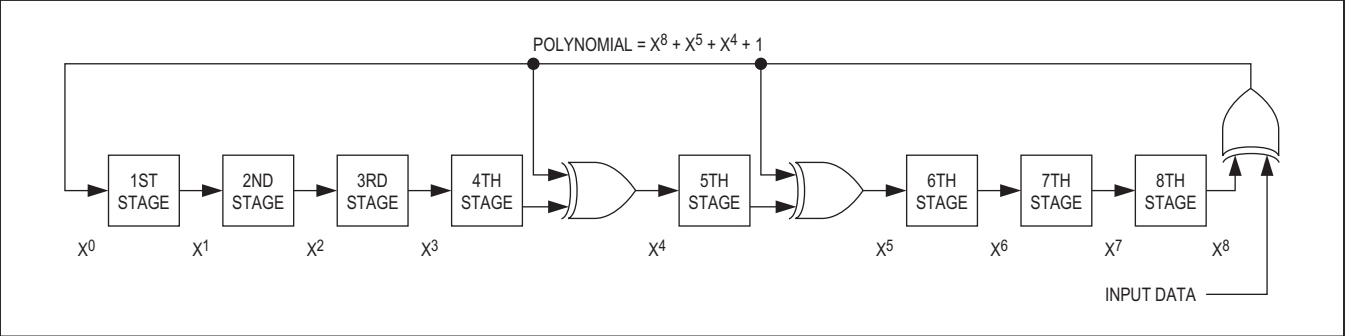 POLYNOMIAL = X⁸ + X⁵ + X⁴ + 1
1ST
STAGE
2ND
STAGE
3RD
STAGE
4TH
STAGE
5TH
STAGE
6TH
STAGE
7TH
STAGE
8TH
STAGE
X⁰ X¹ X² X³ X⁴ X⁵ X⁶ X⁷ X⁸
INPUT DATA